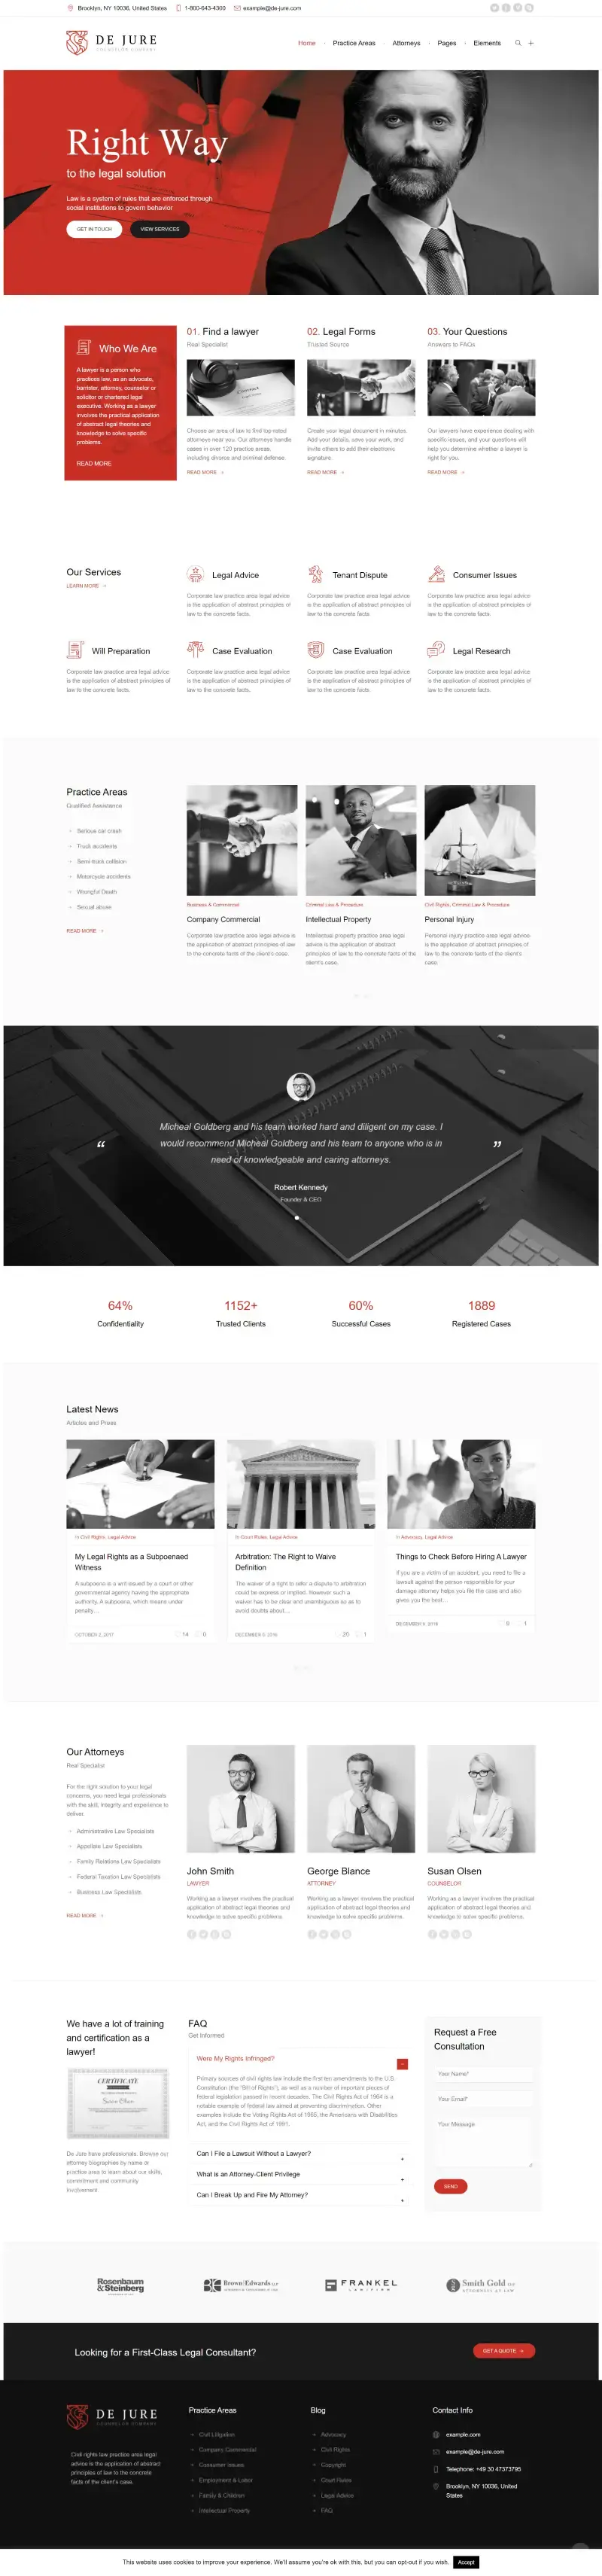 Brooklyn, NY 10036, United States 1-800-643-4300 example@de-jure.com
DE JURE
COUNSELOR COMPANY
Home Practice Areas Attorneys Pages Elements
Right Way
to the legal solution
Law is a system of rules that are enforced through
social institutions to govern behavior
GET IN TOUCH VIEW SERVICES
Who We Are
A lawyer is a person who
practices law, as an advocate,
barrister, attorney, counselor or
solicitor or chartered legal
executive. Working as a lawyer
involves the practical application
of abstract legal theories and
knowledge to solve specific
problems.
READ MORE
01. Find a lawyer
Real Specialist
Choose an area of law to find top-rated
attorneys near you. Our attorneys handle
cases in over 120 practice areas,
including divorce and criminal defense.
READ MORE
02. Legal Forms
Trusted Source
Create your legal document in minutes.
Add your details, save your work, and
invite others to add their electronic
signature.
READ MORE
03. Your Questions
Answers to FAQs
Our lawyers have experience dealing with
specific issues, and your questions will
help you determine whether a lawyer is
right for you.
READ MORE
Our Services
LEARN MORE
Legal Advice
Corporate law practice area legal advice
is the application of abstract principles of
law to the concrete facts.
Tenant Dispute
Corporate law practice area legal advice
is the application of abstract principles of
law to the concrete facts.
Consumer Issues
Corporate law practice area legal advice
is the application of abstract principles of
law to the concrete facts.
Will Preparation
Corporate law practice area legal advice
is the application of abstract principles of
law to the concrete facts.
Case Evaluation
Corporate law practice area legal advice
is the application of abstract principles of
law to the concrete facts.
Case Evaluation
Corporate law practice area legal advice
is the application of abstract principles of
law to the concrete facts.
Legal Research
Corporate law practice area legal advice
is the application of abstract principles of
law to the concrete facts.
Practice Areas
Qualified Assistance
Serious car crash
Truck accidents
Semi-truck collision
Motorcycle accidents
Wrongful Death
Sexual abuse
READ MORE
Business & Commercial
Company Commercial
Corporate law practice area legal advice is
the application of abstract principles of law
to the concrete facts of the client's case.
Criminal Law & Procedure
Intellectual Property
Intellectual property practice area legal
advice is the application of abstract
principles of law to the concrete facts of the
client's case.
Civil Rights, Criminal Law & Procedure
Personal Injury
Personal injury practice area legal advice
is the application of abstract principles of
law to the concrete facts of the client's
case.
“ Micheal Goldberg and his team worked hard and diligent on my case. I
would recommend Micheal Goldberg and his team to anyone who is in
need of knowledgeable and caring attorneys. ”
Robert Kennedy
Founder & CEO
64% 1152+ 60% 1889
Confidentiality Trusted Clients Successful Cases Registered Cases
Latest News
Articles and Press
In Civil Rights, Legal Advice
My Legal Rights as a Subpoenaed
Witness
A subpoena is a writ issued by a court or other
governmental agency having the appropriate
authority. A subpoena, which means under
penalty…
OCTOBER 2, 2017 14 0
In Court Rules, Legal Advice
Arbitration: The Right to Waive
Definition
The waiver of a right to refer a dispute to arbitration
could be express or implied. However such a
waiver has to be clear and unambiguous so as to
avoid doubts about…
DECEMBER 9, 2016 20 1
In Advocacy, Legal Advice
Things to Check Before Hiring A Lawyer
If you are a victim of an accident, you need to file a
lawsuit against the person responsible for your
damage attorney helps you file the case and also
gives you the best…
DECEMBER 9, 2016 9 1
Our Attorneys
Real Specialist
For the right solution to your legal
concerns, you need legal professionals
with the skill, integrity and experience to
deliver.
Administrative Law Specialists
Appellate Law Specialists
Family Relations Law Specialists
Federal Taxation Law Specialists
Business Law Specialists
READ MORE
John Smith
LAWYER
Working as a lawyer involves the practical
application of abstract legal theories and
knowledge to solve specific problems.
George Blance
ATTORNEY
Working as a lawyer involves the practical
application of abstract legal theories and
knowledge to solve specific problems.
Susan Olsen
COUNSELOR
Working as a lawyer involves the practical
application of abstract legal theories and
knowledge to solve specific problems.
We have a lot of training
and certification as a
lawyer!
CERTIFICATE
Susan Olsen
De Jure have professionals. Browse our
attorney biographies by name or
practice area to learn about our skills,
commitment and community
involvement.
FAQ
Get Informed
Were My Rights Infringed?
Primary sources of civil rights law include the first ten amendments to the U.S.
Constitution (the "Bill of Rights"), as well as a number of important pieces of
federal legislation passed in recent decades. The Civil Rights Act of 1964 is a
notable example of federal law aimed at preventing discrimination. Other
examples include the Voting Rights Act of 1965, the Americans with Disabilities
Act, and the Civil Rights Act of 1991.
Can I File a Lawsuit Without a Lawyer?
What is an Attorney-Client Privilege
Can I Break Up and Fire My Attorney?
Request a Free
Consultation
Your Name*
Your Email*
Your Message
SEND
Rosenbaum
& Steinberg
Brown|Edwards LLP
FRANKEL
Smith Gold LLP
ATTORNEYS AT LAW
Looking for a First-Class Legal Consultant?
GET A QUOTE
DE JURE
COUNSELOR COMPANY
Civil rights law practice area legal
advice is the application of abstract
principles of law to the concrete
facts of the client's case.
Practice Areas
Civil Litigation
Company Commercial
Consumer Issues
Employment & Labor
Family & Children
Intellectual Property
Blog
Advocacy
Civil Rights
Copyright
Court Rules
Legal Advice
FAQ
Contact Info
example.com
example@de-jure.com
Telephone: +49 30 47373795
Brooklyn, NY 10036, United
States
This website uses cookies to improve your experience. We'll assume you're ok with this, but you can opt-out if you wish. Accept